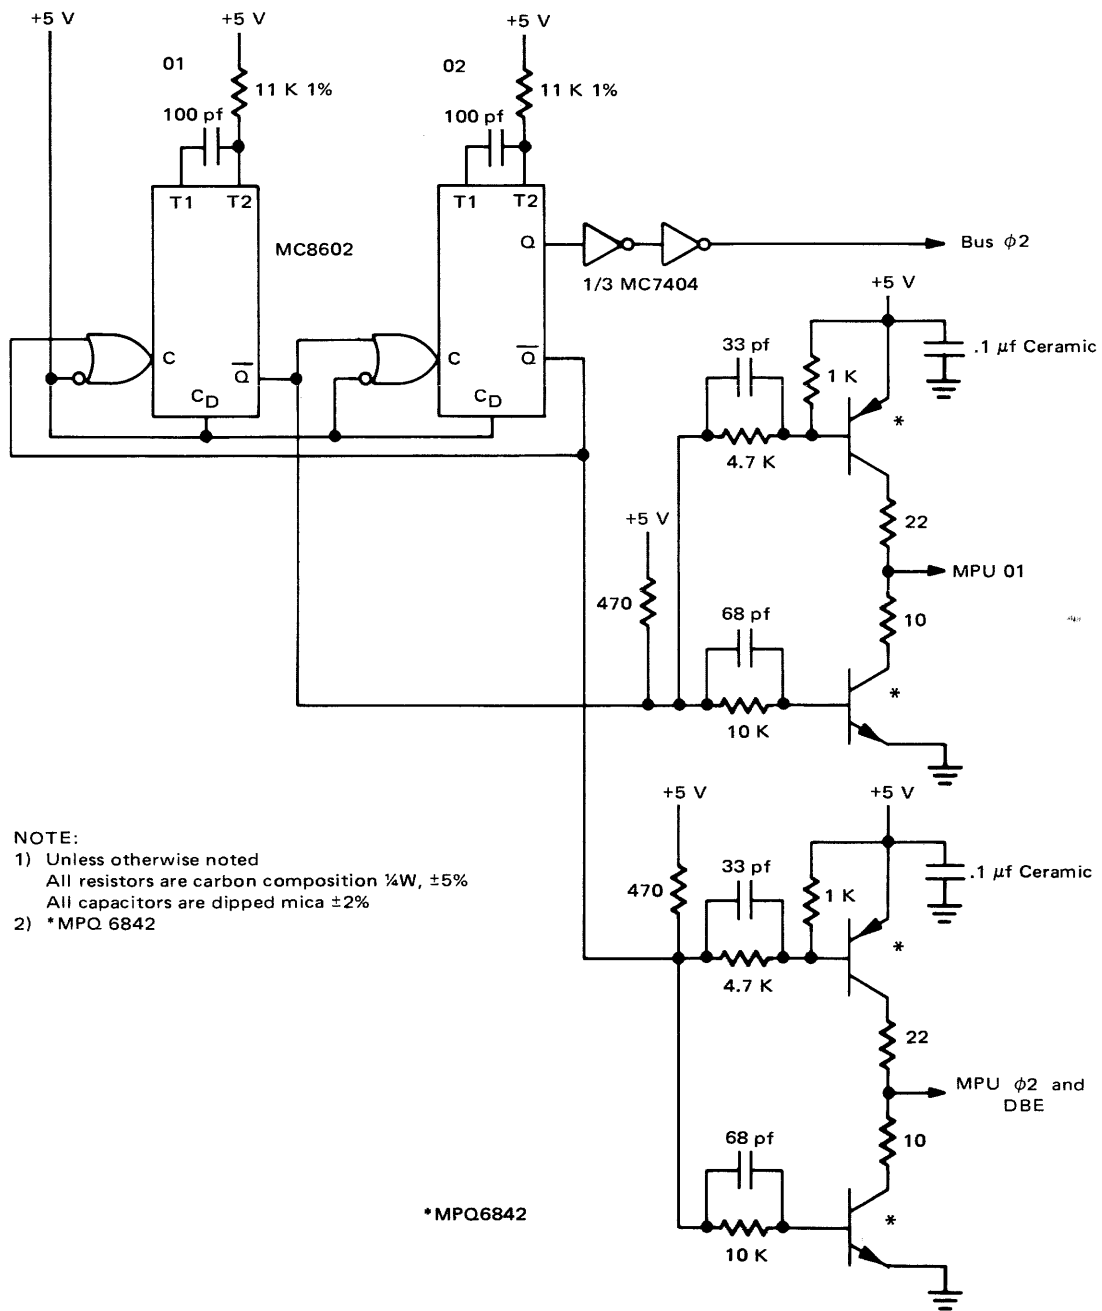 +5 V
+5 V
+5 V
01
02
11 K 1%
11 K 1%
100 pf
100 pf
T1
T2
T1
T2
Q
MC8602
1/3 MC7404
Bus ϕ2
+5 V
C
Q
C
Q
CD
CD
33 pf
1 K
.1 μf Ceramic
*
4.7 K
+5 V
22
MPU 01
470
68 pf
10
*
10 K
+5 V
+5 V
NOTE:
1) Unless otherwise noted
All resistors are carbon composition ¼W, ±5%
All capacitors are dipped mica ±2%
2) *MPQ 6842
470
33 pf
1 K
.1 μf Ceramic
*
4.7 K
22
MPU ϕ2 and
DBE
10
68 pf
*MPQ6842
*
10 K